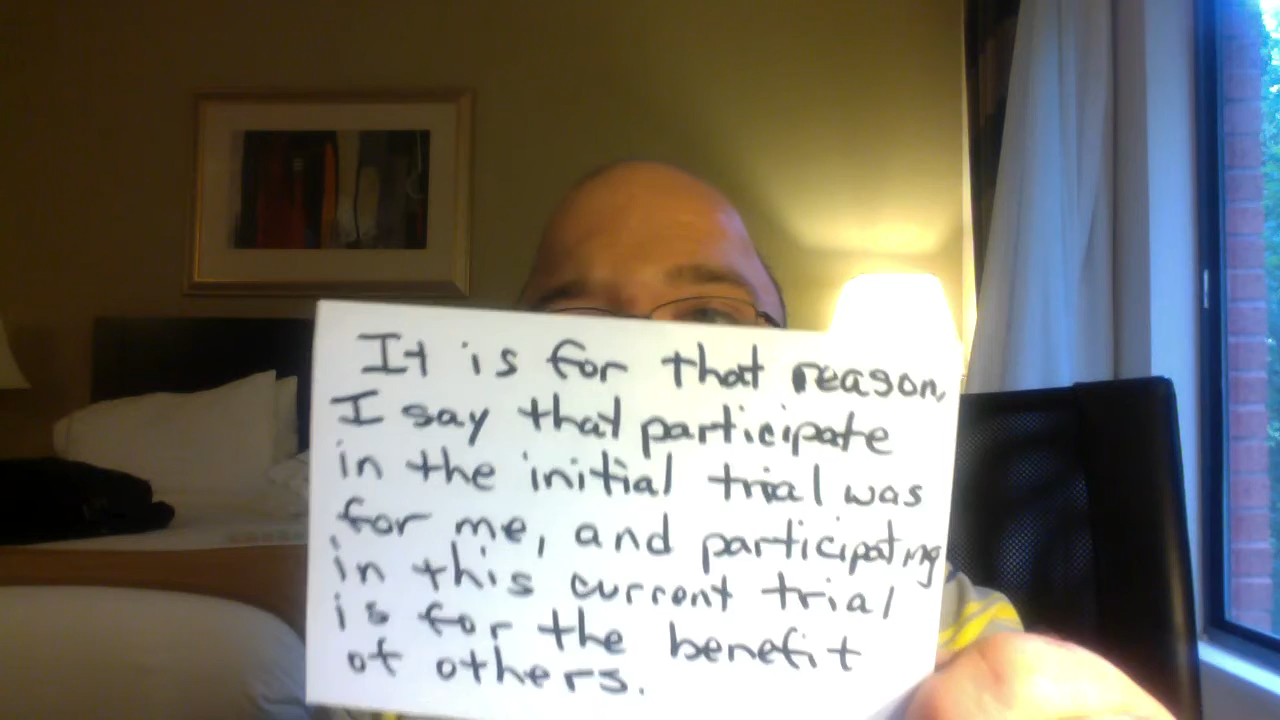 It is for that reason,
I say that participate
in the initial trial was
for me, and participating
in this current trial
is for the benefit
of others.